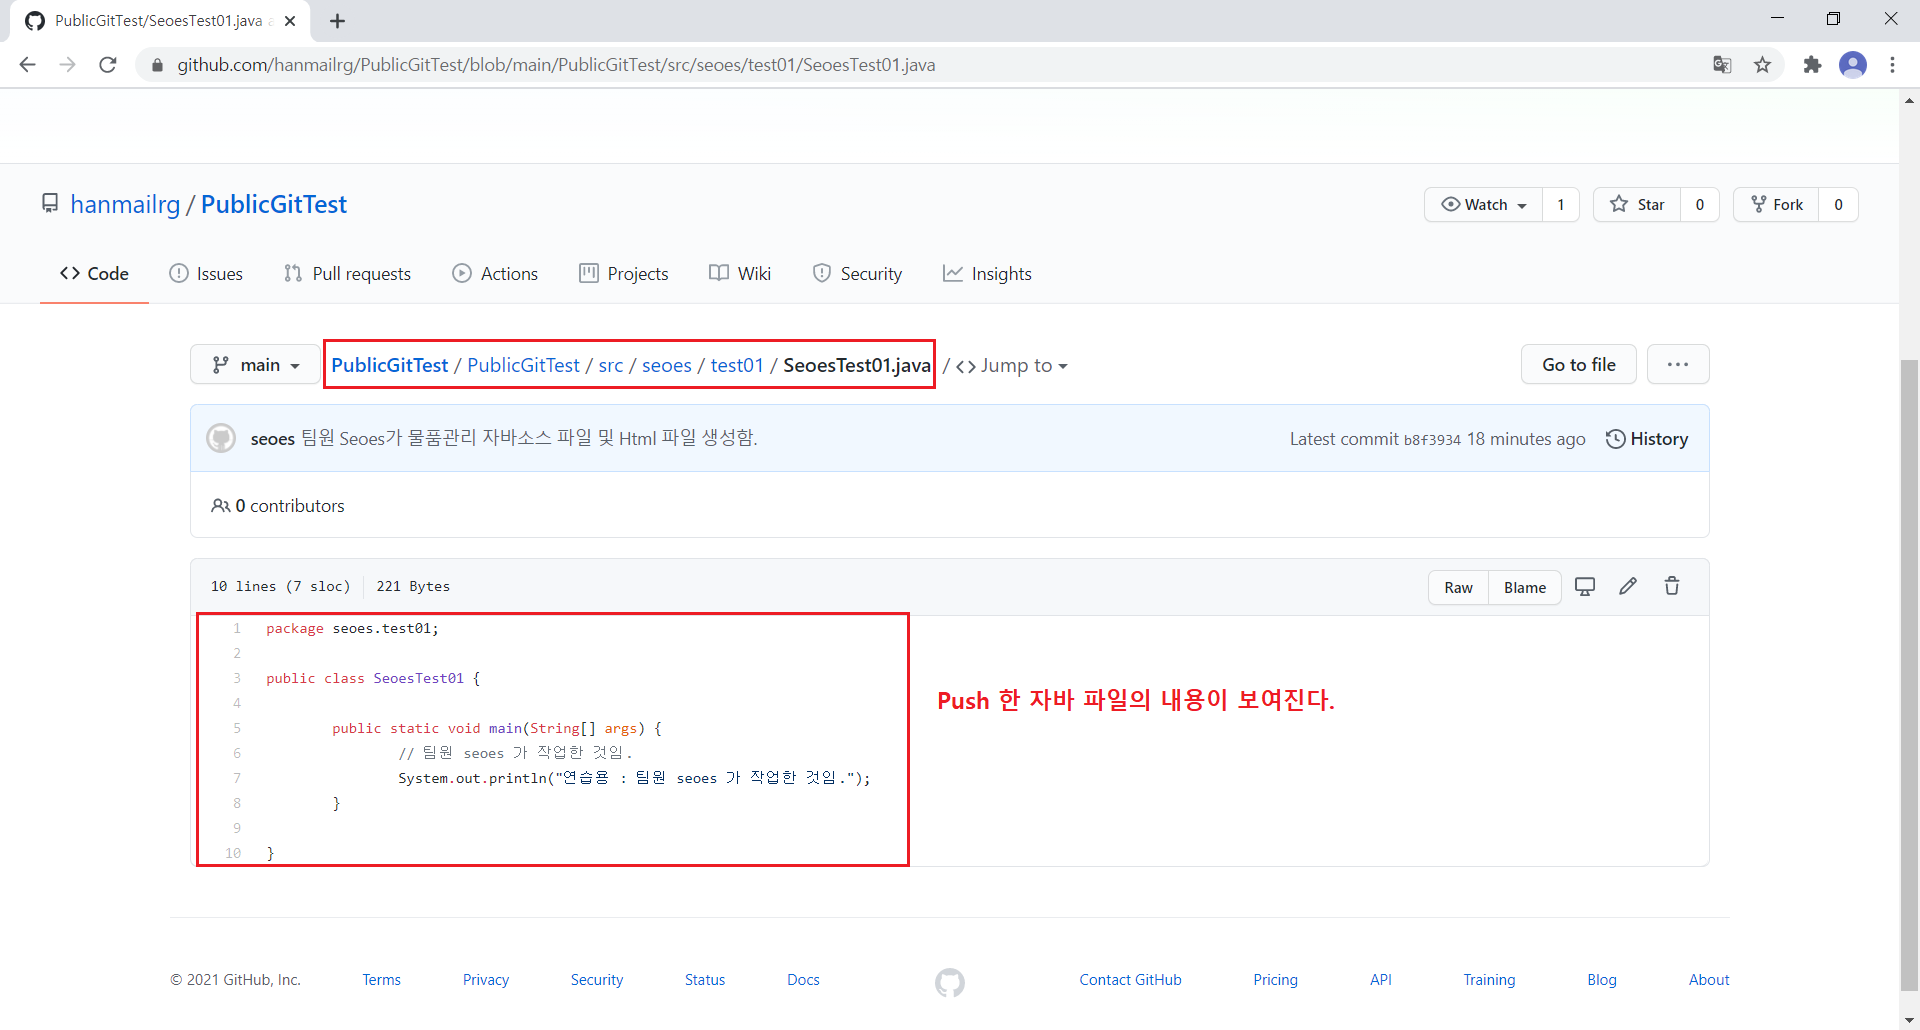 PublicGitTest/SeoesTest01.java a
github.com/hanmailrg/PublicGitTest/blob/main/PublicGitTest/src/seoes/test01/SeoesTest01.java
hanmailrg / PublicGitTest
Watch 1 Star 0 Fork 0
Code Issues Pull requests Actions Projects Wiki Security Insights
main PublicGitTest / PublicGitTest / src / seoes / test01 / SeoesTest01.java / <> Jump to Go to file ...
seoes 팀원 Seoes가 물품관리 자바소스 파일 및 Html 파일 생성함. Latest commit b8f3934 18 minutes ago History
0 contributors
10 lines (7 sloc) 221 Bytes Raw Blame
1 package seoes.test01;
2
3 public class SeoesTest01 {
4
Push 한 자바 파일의 내용이 보여진다.
5 public static void main(String[] args) {
6 // 팀원 seoes 가 작업한 것임.
7 System.out.println("연습용 : 팀원 seoes 가 작업한 것임.");
8 }
9
10 }
© 2021 GitHub, Inc. Terms Privacy Security Status Docs Contact GitHub Pricing API Training Blog About